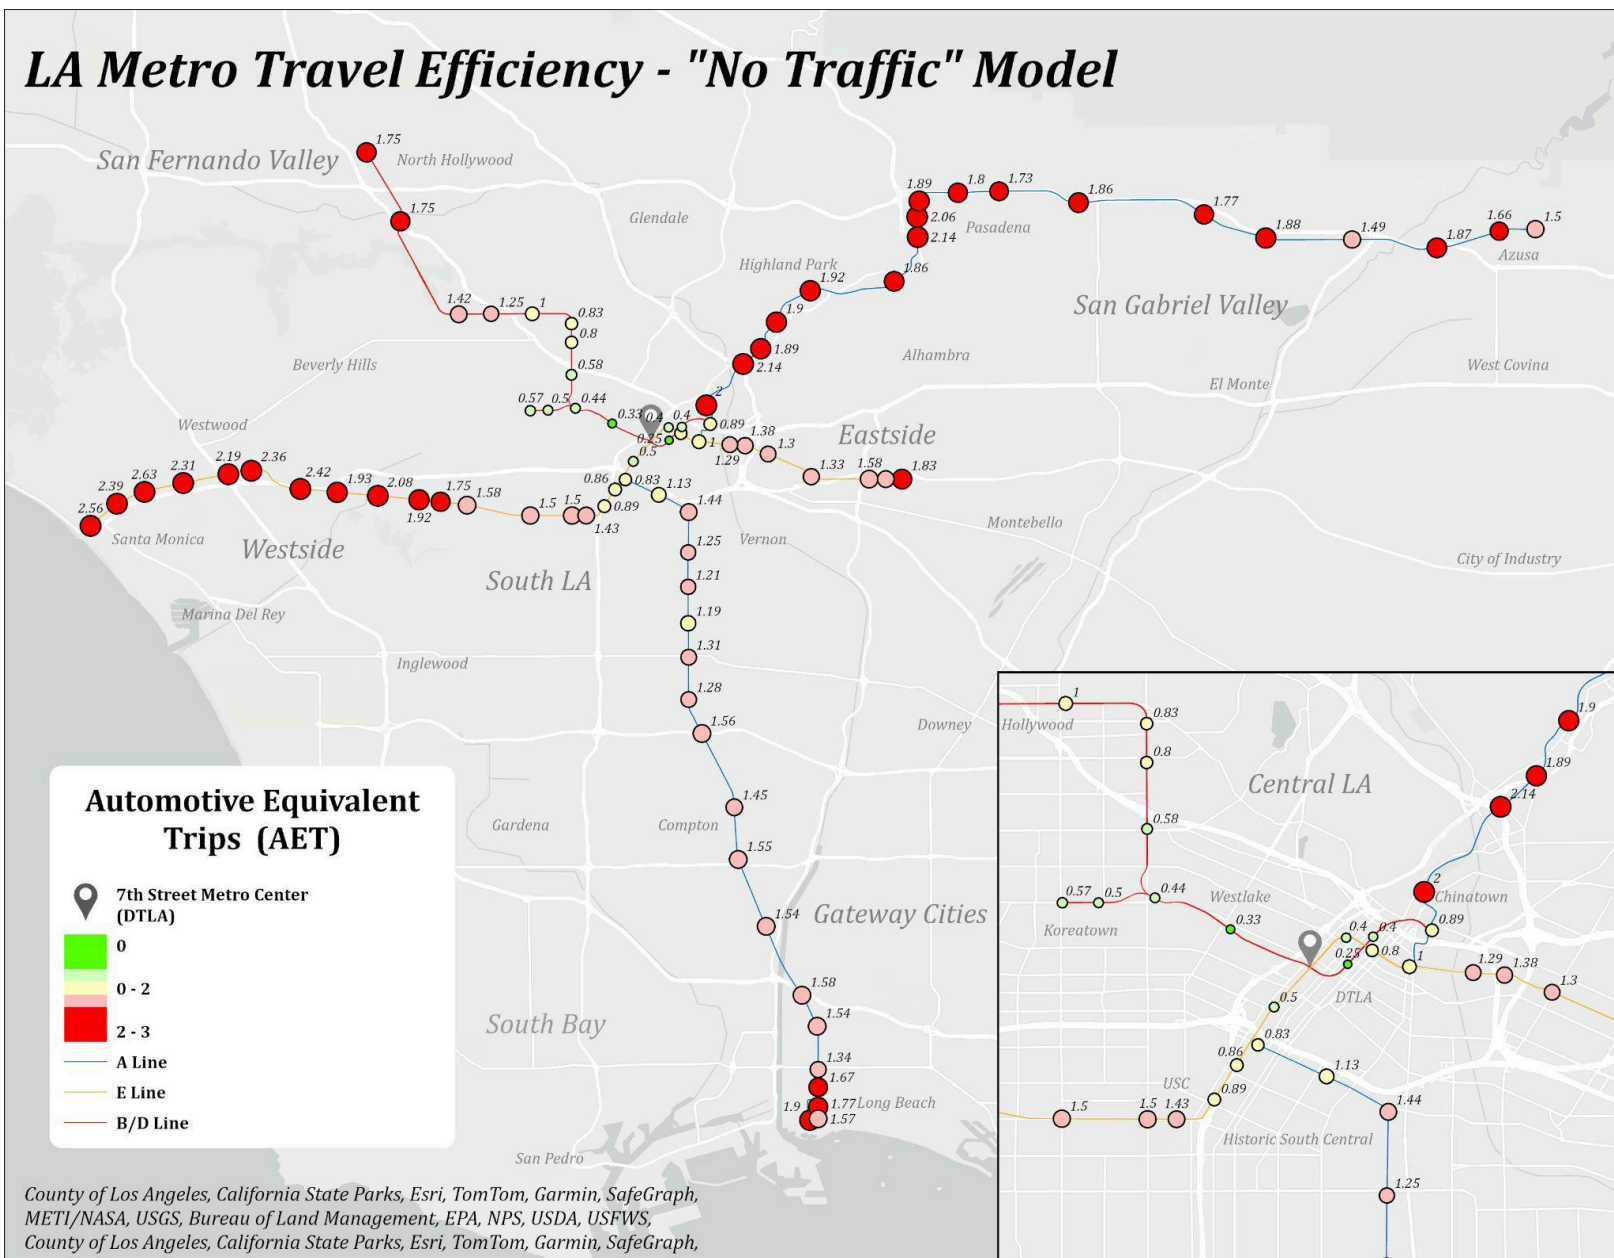 LA Metro Travel Efficiency - "No Traffic" Model
1.75
San Fernando Valley
North Hollywood
1.75
Glendale
1.89
1.8
1.73
1.86
2.06
Pasadena
2.14
1.77
1.88
1.49
1.87
1.66
1.5
Azusa
Highland Park
1.86
1.92
San Gabriel Valley
1.42
1.25
1
0.83
0.8
1.9
1.89
2.14
Alhambra
West Covina
El Monte
Beverly Hills
0.58
0.57
0.5
0.44
0.33
0.4
0.4
2
0.89
0.25
1
1.29
1.38
1.3
Eastside
1.33
1.58
1.83
Westwood
2.56
2.39
2.63
2.31
2.19
2.36
2.42
1.93
2.08
1.92
1.75
1.58
1.5
1.5
1.43
0.89
0.86
0.83
0.5
1.13
1.44
Santa Monica
Westside
South LA
Vernon
Montebello
City of Industry
1.25
1.21
1.19
1.31
1.28
1.56
Marina Del Rey
Inglewood
Downey
1.45
Gardena
Compton
1.55
1.54
Gateway Cities
1.58
1.54
South Bay
1.34
1.67
1.9
1.77
Long Beach
1.57
San Pedro
Automotive Equivalent
Trips (AET)
7th Street Metro Center
(DTLA)
0
0 - 2
2 - 3
A Line
E Line
B/D Line
1
0.83
Hollywood
0.8
1.9
1.89
Central LA
2.14
0.58
0.57
0.5
0.44
Westlake
2
Chinatown
Koreatown
0.33
0.4
0.4
0.89
0.25
0.8
1
1.29
1.38
1.3
DTLA
0.5
0.83
0.86
1.13
USC
0.89
1.5
1.5
1.43
1.44
Historic South Central
1.25
County of Los Angeles, California State Parks, Esri, TomTom, Garmin, SafeGraph,
METI/NASA, USGS, Bureau of Land Management, EPA, NPS, USDA, USFWS,
County of Los Angeles, California State Parks, Esri, TomTom, Garmin, SafeGraph,